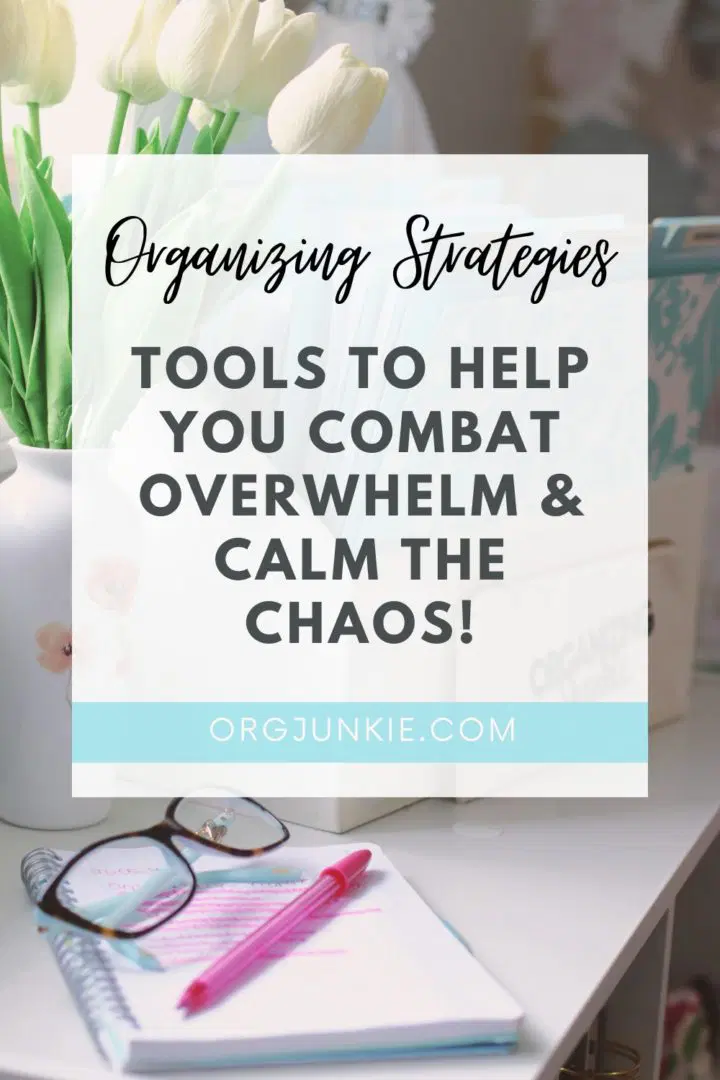 Organizing Strategies
TOOLS TO HELP
YOU COMBAT
OVERWHELM &
CALM THE
CHAOS!
ORGJUNKIE.COM